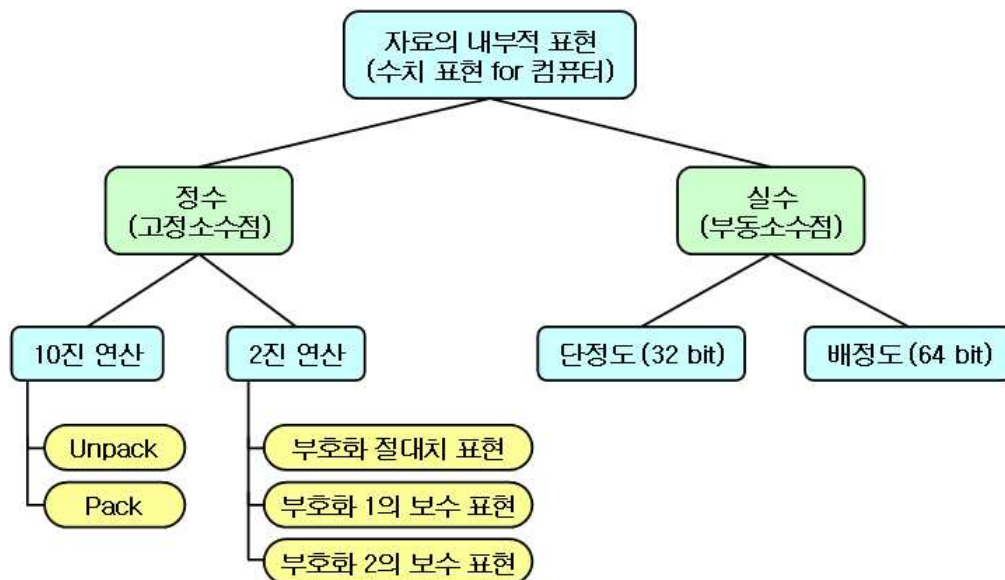 자료의 내부적 표현
(수치 표현 for 컴퓨터)
정수
(고정소수점)
실수
(부동소수점)
10진 연산
2진 연산
단정도 (32 bit)
배정도 (64 bit)
Unpack
부호화 절대치 표현
Pack
부호화 1의 보수 표현
부호화 2의 보수 표현